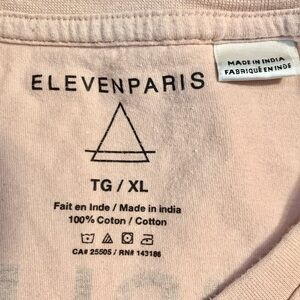 ELEVENPARIS
MADE IN INDIA
FABRIQUÉ EN INDE
TG / XL
Fait en Inde / Made in india
100% Coton / Cotton
CA# 25505 / RN# 143186